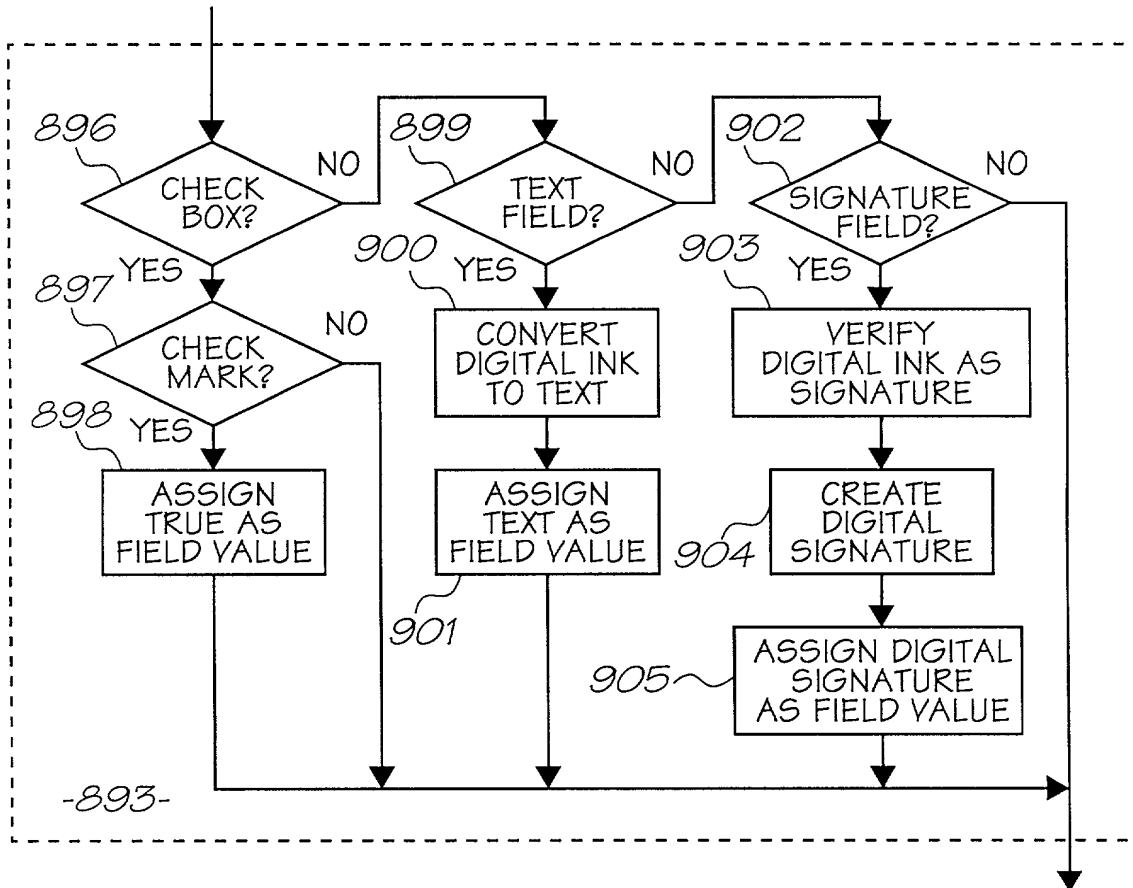 896
CHECK
BOX?
NO
YES
897
CHECK
MARK?
NO
YES
898
ASSIGN
TRUE AS
FIELD VALUE
899
TEXT
FIELD?
NO
YES
900
CONVERT
DIGITAL INK
TO TEXT
ASSIGN
TEXT AS
FIELD VALUE
901
902
SIGNATURE
FIELD?
NO
YES
903
VERIFY
DIGITAL INK AS
SIGNATURE
CREATE
DIGITAL
SIGNATURE
904
ASSIGN DIGITAL
SIGNATURE
AS FIELD VALUE
905
-893-